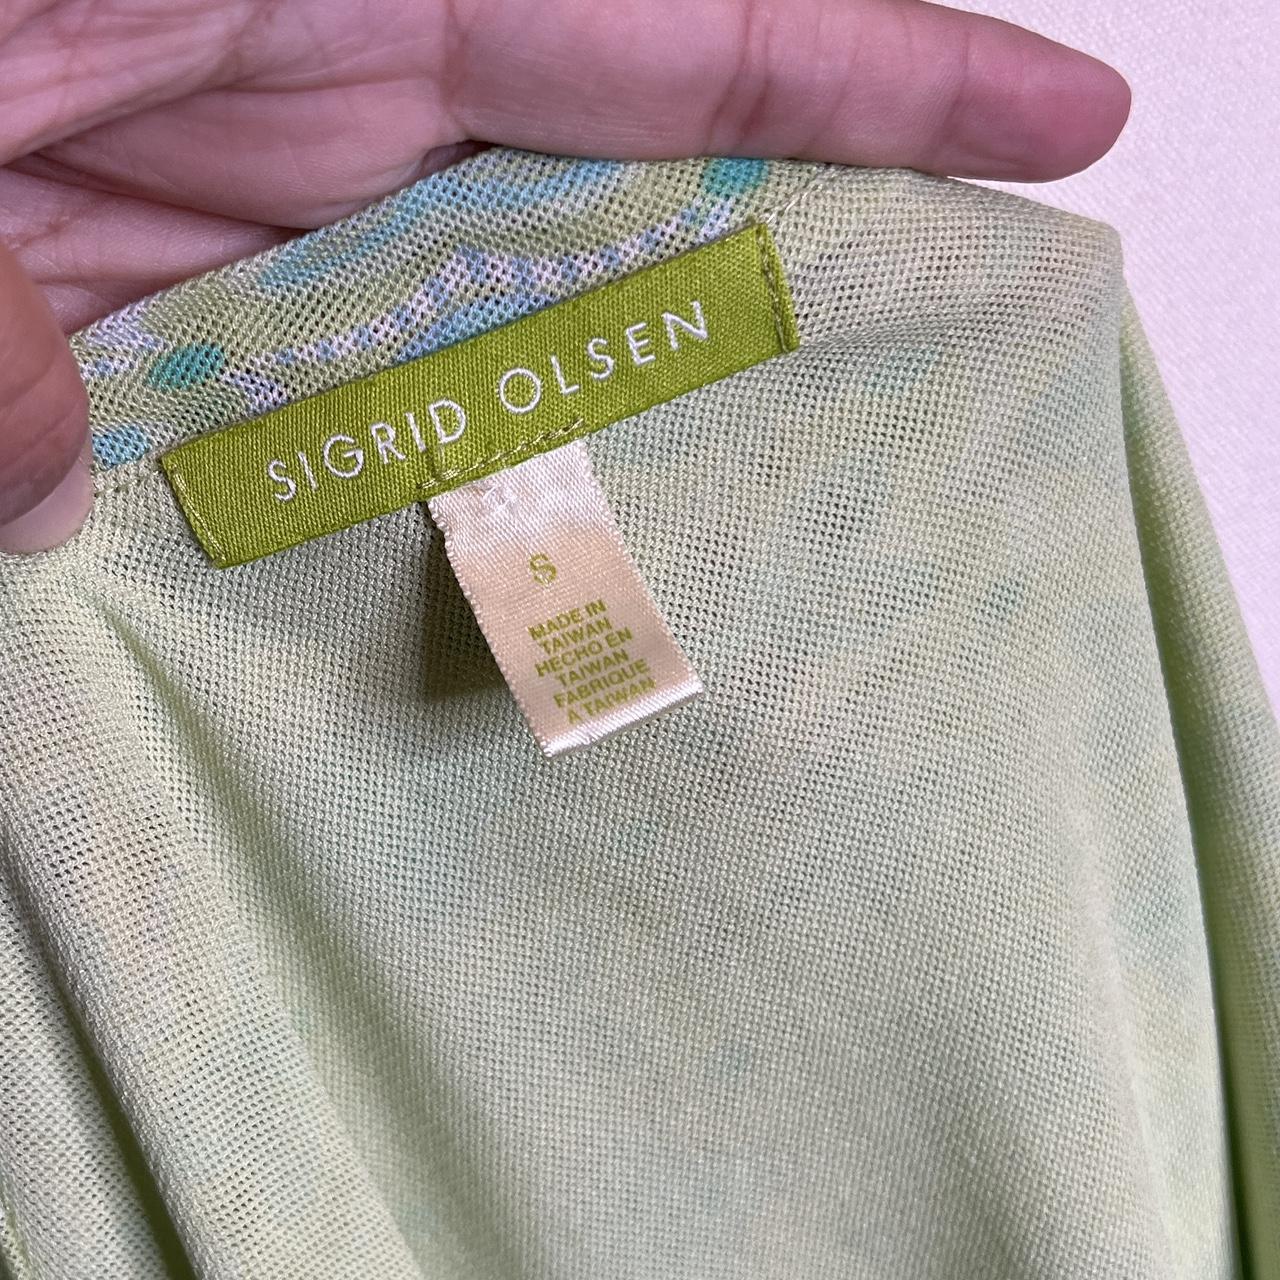 SIGRID OLSEN
S
MADE IN
TAIWAN
HECHO EN
TAIWAN
FABRIQUE
A TAIWAN